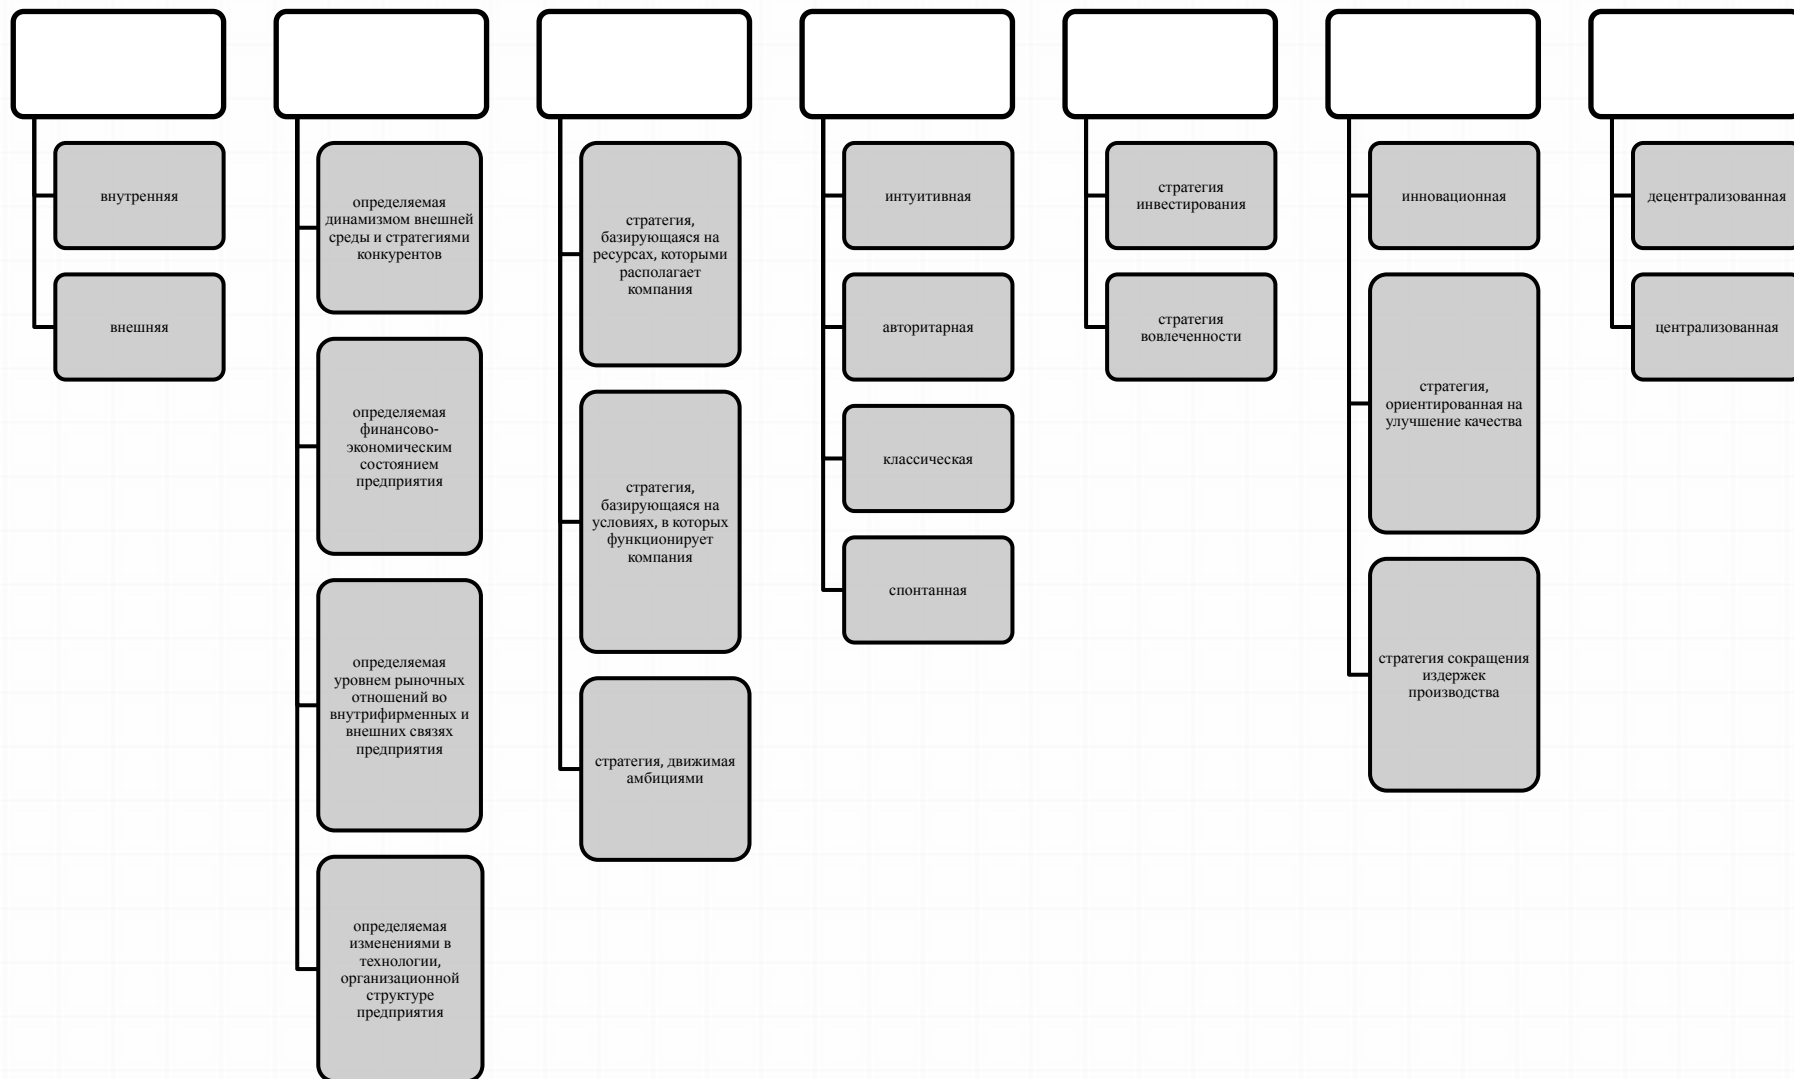 внутренняя
внешняя
определяемая
динамизмом внешней
среды и стратегиями
конкурентов
определяемая
финансово-
экономическим
состоянием
предприятия
определяемая
уровнем рыночных
отношений во
внутрифирменных и
внешних связях
предприятия
определяемая
изменениями в
технологии,
организационной
структуре
предприятия
стратегия,
базирующаяся на
ресурсах, которыми
располагает
компания
стратегия,
базирующаяся на
условиях, в которых
функционирует
компания
стратегия, движимая
амбициями
интуитивная
авторитарная
классическая
спонтанная
стратегия
инвестирования
стратегия
вовлеченности
инновационная
стратегия,
ориентированная на
улучшение качества
стратегия сокращения
издержек
производства
децентрализованная
централизованная